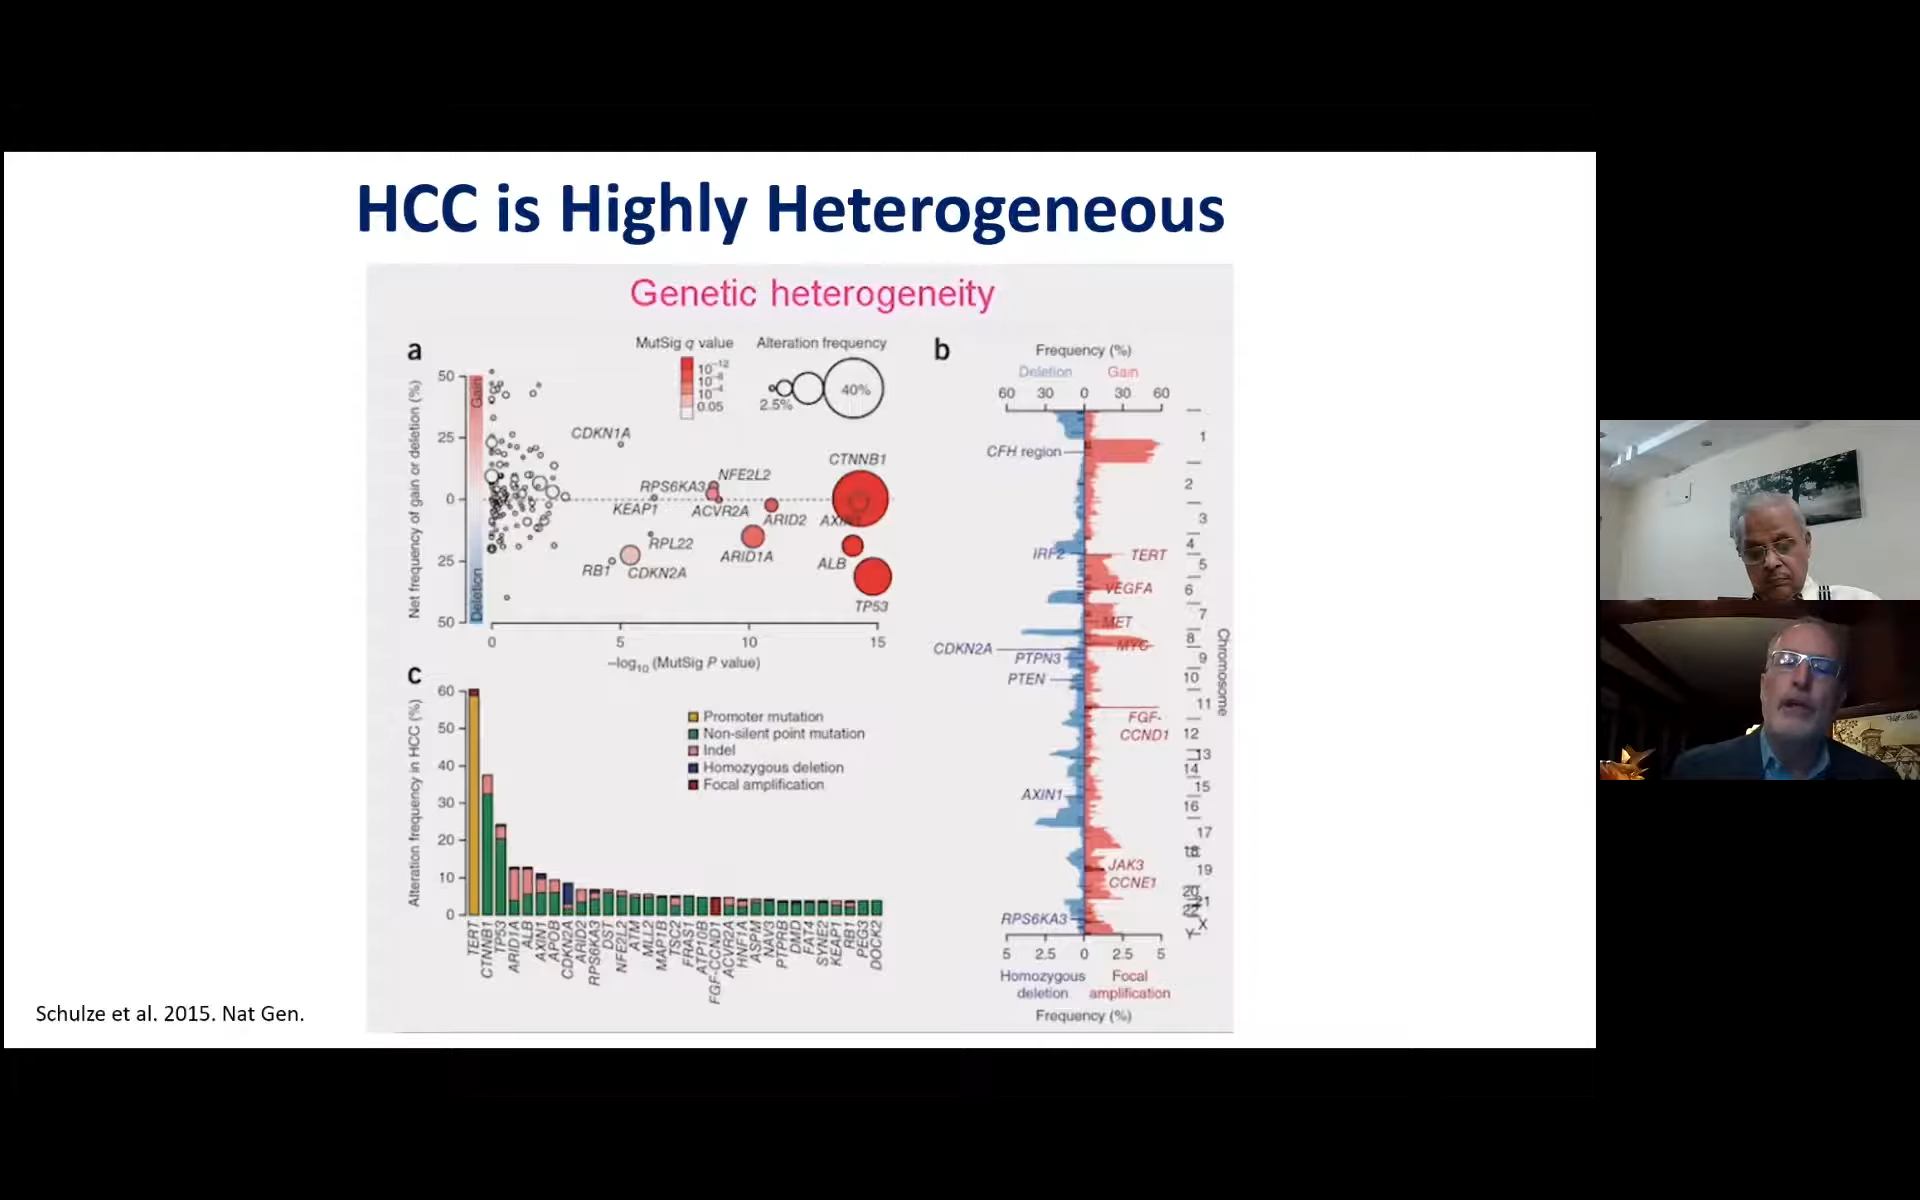 HCC is Highly Heterogeneous
Genetic heterogeneity
a
MutSig q value
10⁻¹²
10⁻⁸
10⁻⁴
0.05
Alteration frequency
2.5%
40%
Net frequency of gain or deletion (%)
Gain
Deletion
50
25
0
25
50
CDKN1A
CTNNB1
NFE2L2
RPS6KA3
KEAP1
ACVR2A
ARID2
AXIN1
RPL22
ARID1A
ALB
RB1
CDKN2A
TP53
0
5
10
15
–log₁₀ (MutSig P value)
b
Frequency (%)
Deletion
Gain
60
30
0
30
60
CFH region
IRF2
TERT
VEGFA
MET
MYC
CDKN2A
PTPN3
PTEN
FGF-
CCND1
AXIN1
JAK3
CCNE1
RPS6KA3
1
2
3
4
5
6
7
8
9
10
11
12
13
14
15
16
17
18
19
20
21
22
X
Y
Chromosome
5
2.5
0
2.5
5
Homozygous
deletion
Focal
amplification
Frequency (%)
c
Alteration frequency in HCC (%)
60
50
40
30
20
10
0
Promoter mutation
Non-silent point mutation
Indel
Homozygous deletion
Focal amplification
TERT
CTNNB1
TP53
ARID1A
ALB
AXIN1
APOB
CDKN2A
ARID2
RPS6KA3
DST
NFE2L2
ATM
MLL2
MAP1B
TSC2
FRAS1
ATP10B
FGF-CCND1
ACVR2A
HNF1A
ASPM
NAV3
PTPRB
DMD
FAT4
SYNE2
KEAP1
RB1
PEG3
DOCK2
Schulze et al. 2015. Nat Gen.